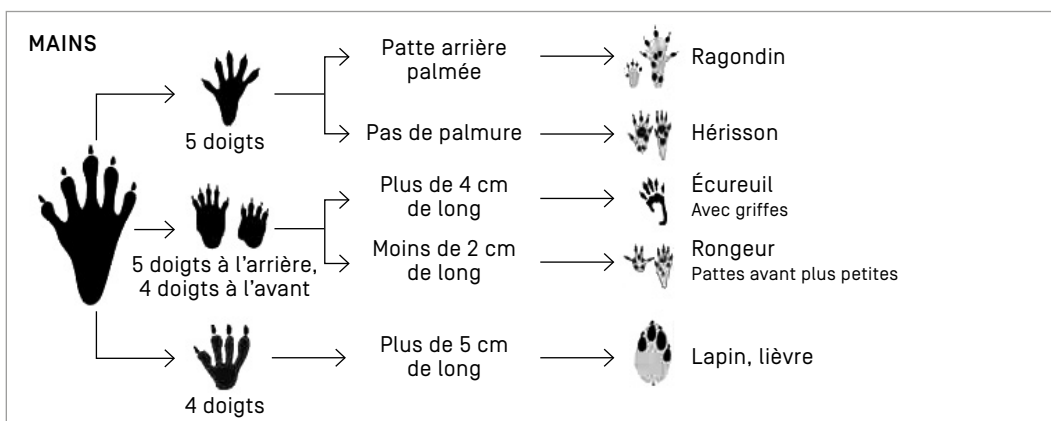 MAINS
5 doigts
Patte arrière
palmée
Ragondin
Pas de palmure
Hérisson
5 doigts à l’arrière,
4 doigts à l’avant
Plus de 4 cm
de long
Écureuil
Avec griffes
Moins de 2 cm
de long
Rongeur
Pattes avant plus petites
4 doigts
Plus de 5 cm
de long
Lapin, lièvre